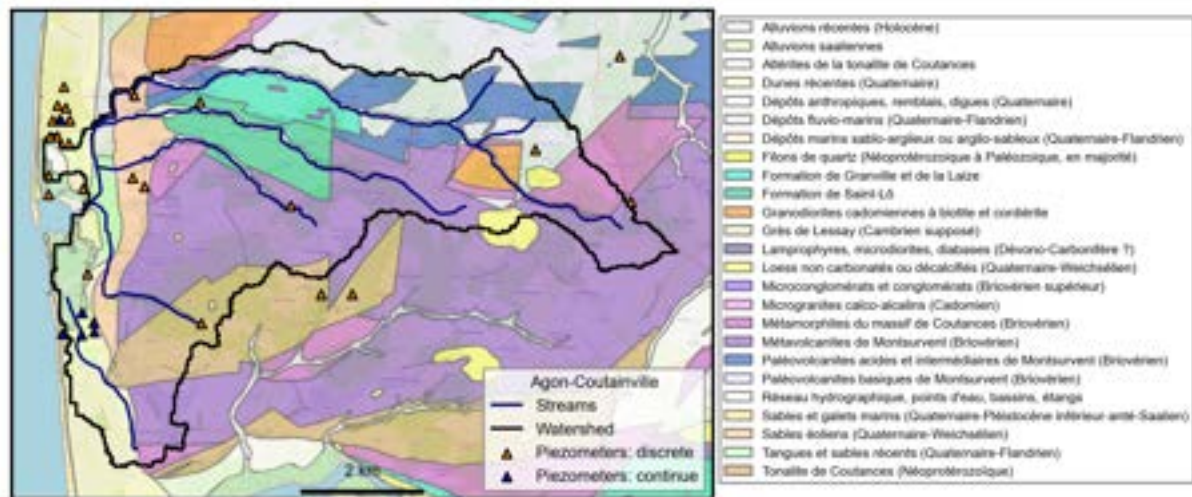 Agon-Coutainville
Streams
Watershed
Piezometers: discrete
Piezometers: continue
2 km
Alluvions récentes (Holocène)
Alluvions saaliennes
Altérites de la tonalite de Coutances
Dunes récentes (Quaternaire)
Dépôts anthropiques, remblais, digues (Quaternaire)
Dépôts fluvio-marins (Quaternaire-Flandrien)
Dépôts marins sablo-argileux ou argilo-sableux (Quaternaire-Flandrien)
Filons de quartz (Néoprotérozoïque à Paléozoïque, en majorité)
Formation de Granville et de la Laize
Formation de Saint-Lô
Granodiorites cadomiennes à biotite et cordiérite
Grès de Lessay (Cambrien supposé)
Lamprophyres, microdiorites, diabases (Dévono-Carbonifère ?)
Loess non carbonatés ou décalcifiés (Quaternaire-Weichsélien)
Microconglomérats et conglomérats (Briovérien supérieur)
Microgranites calco-alcalins (Cadomien)
Métamorphites du massif de Coutances (Briovérien)
Métavolcanites de Montsurvent (Briovérien)
Paléovolcanites acides et intermédiaires de Montsurvent (Briovérien)
Paléovolcanites basiques de Montsurvent (Briovérien)
Réseau hydrographique, points d'eau, bassins, étangs
Sables et galets marins (Quaternaire-Pléistocène inférieur-anté-Saalien)
Sables éoliens (Quaternaire-Weichsélien)
Tangues et sables récents (Quaternaire-Flandrien)
Tonalite de Coutances (Néoprotérozoïque)